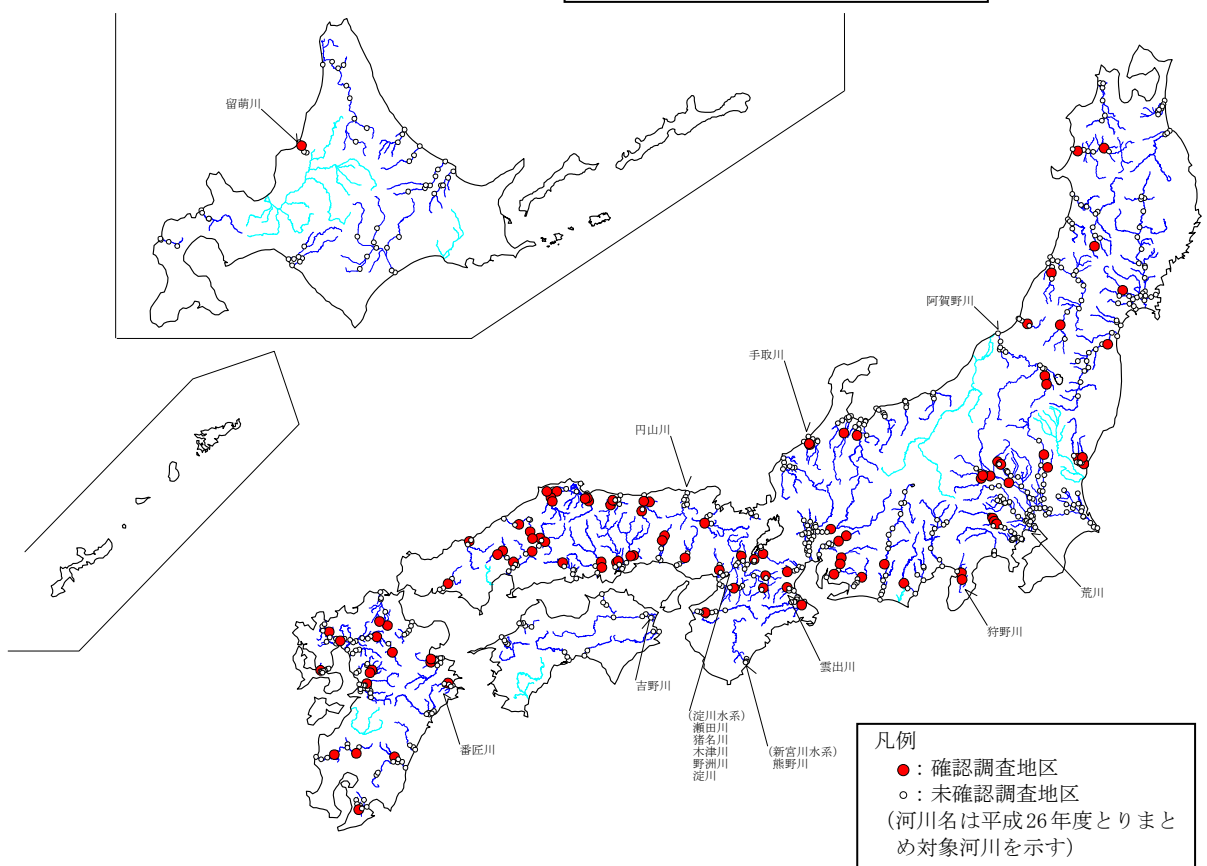 留萌川
阿賀野川
手取川
円山川
荒川
狩野川
雲出川
吉野川
(淀川水系)
瀬田川
猪名川
木津川
野洲川
淀川
(新宮川水系)
熊野川
番匠川
凡例
●：確認調査地区
○：未確認調査地区
(河川名は平成26年度とりまと
め対象河川を示す)